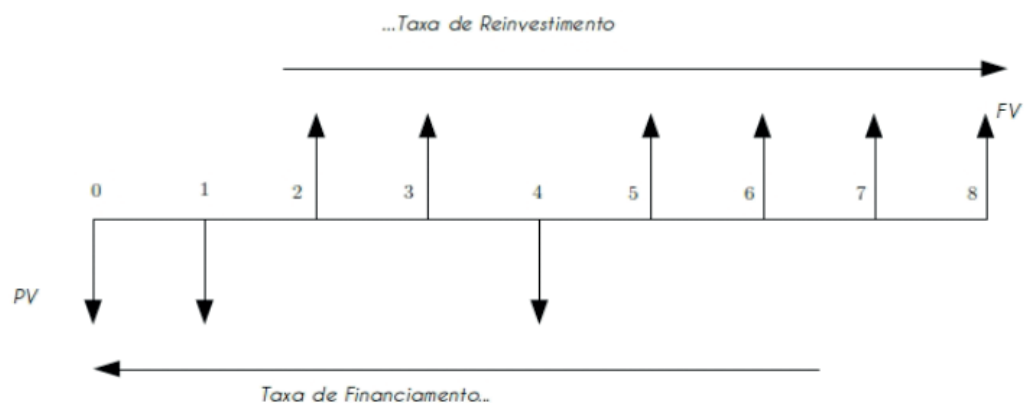 ...Taxa de Reinvestimento
FV
0 1 2 3 4 5 6 7 8
PV
Taxa de Financiamento...